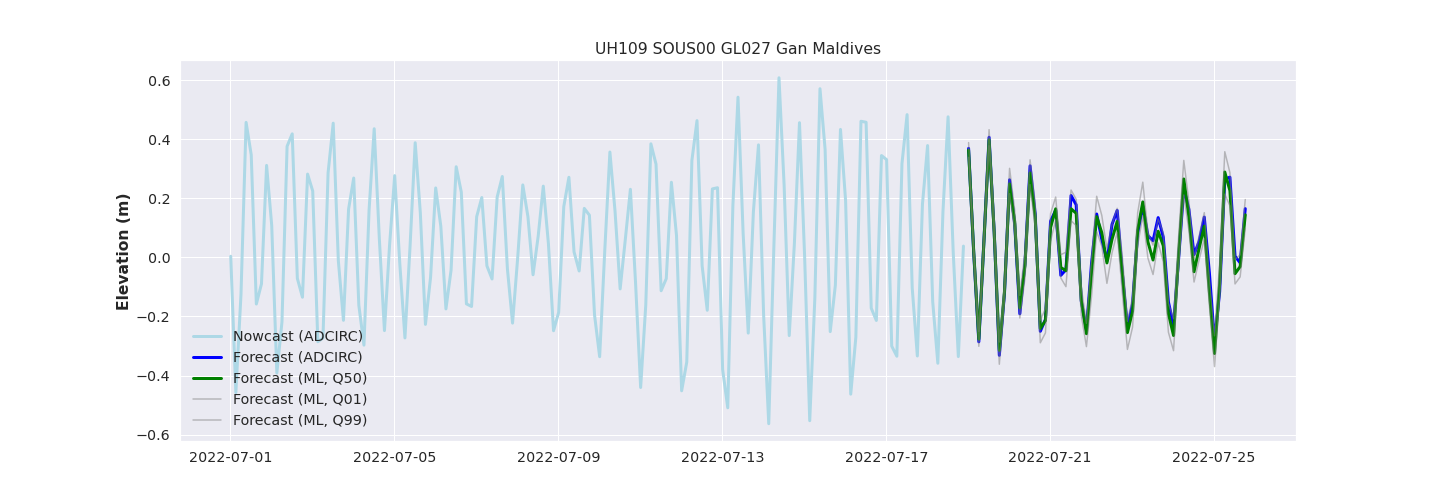 UH109 SOUS00 GL027 Gan Maldives
Elevation (m)
0.6
0.4
0.2
0.0
−0.2
−0.4
−0.6
Nowcast (ADCIRC)
Forecast (ADCIRC)
Forecast (ML, Q50)
Forecast (ML, Q01)
Forecast (ML, Q99)
2022-07-01 2022-07-05 2022-07-09 2022-07-13 2022-07-17 2022-07-21 2022-07-25